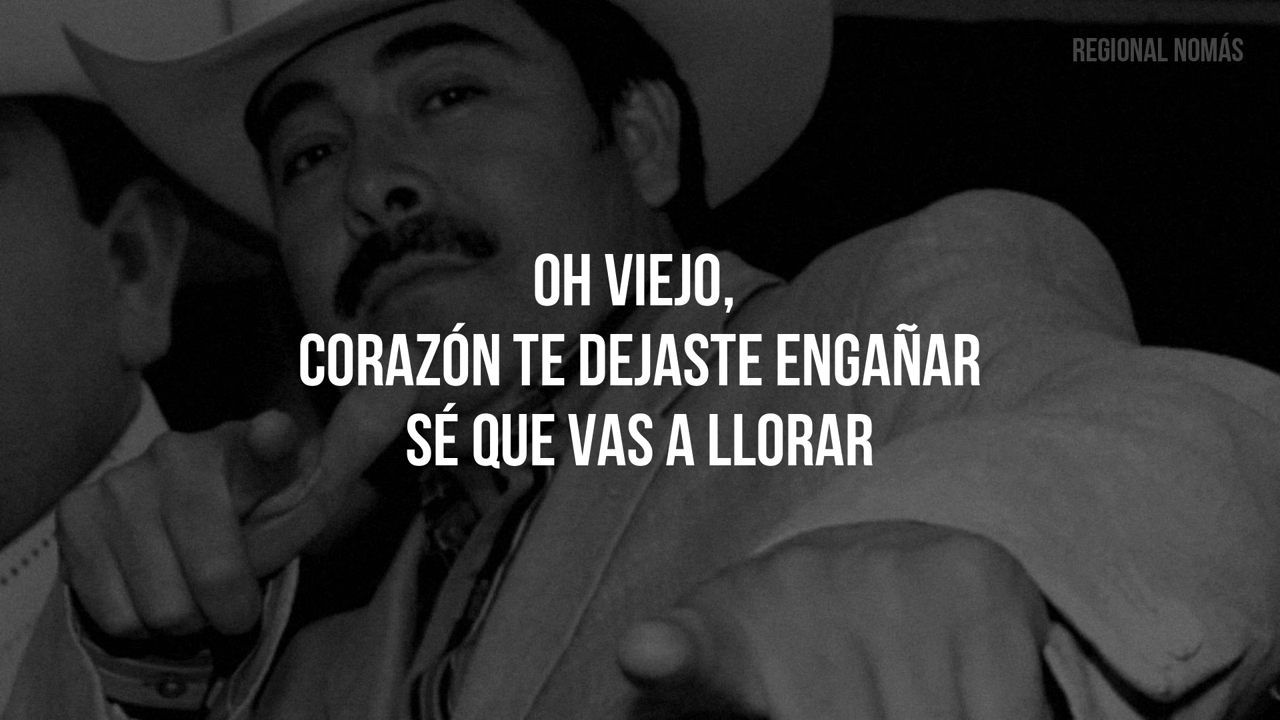 REGIONAL NOMÁS
OH VIEJO,
CORAZÓN TE DEJASTE ENGAÑAR
SÉ QUE VAS A LLORAR